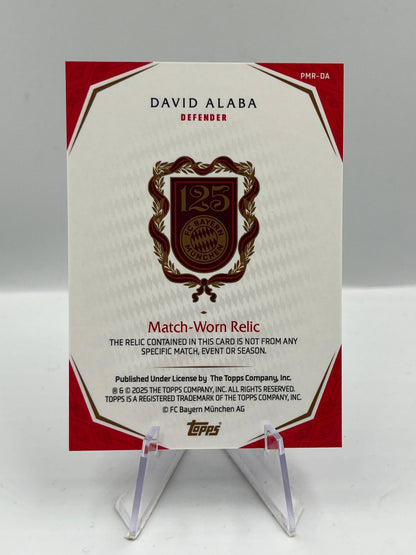 PMR-DA
DAVID ALABA
DEFENDER
125
FC BAYERN
MÜNCHEN
Match-Worn Relic
THE RELIC CONTAINED IN THIS CARD IS NOT FROM ANY
SPECIFIC MATCH, EVENT OR SEASON.
Published Under License by The Topps Company, Inc.
® & © 2025 THE TOPPS COMPANY, INC. ALL RIGHTS RESERVED.
TOPPS IS A REGISTERED TRADEMARK OF THE TOPPS COMPANY, INC.
© FC Bayern München AG
Topps